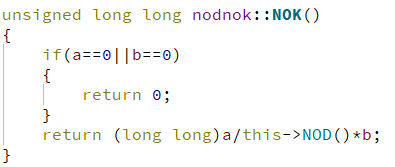 unsigned long long nodnok::NOK()
{
    if(a==0||b==0)
    {
        return 0;
    }
    return (long long)a/this->NOD()*b;
}